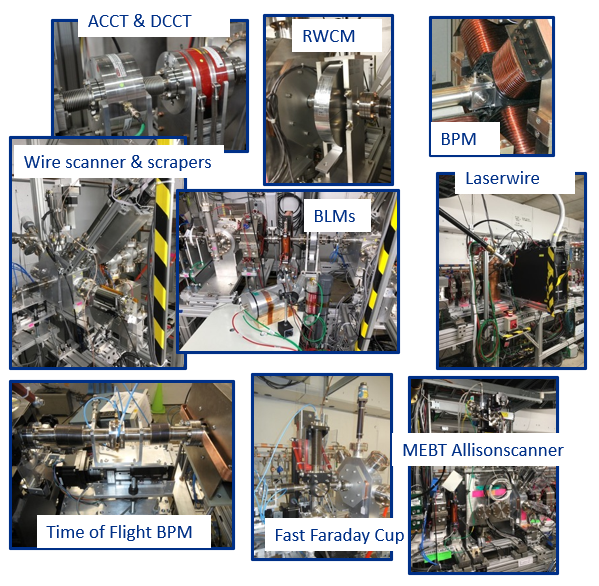 ACCT & DCCT
RWCM
BPM
Wire scanner & scrapers
Laserwire
BLMs
Time of Flight BPM
Fast Faraday Cup
MEBT Allisonscanner